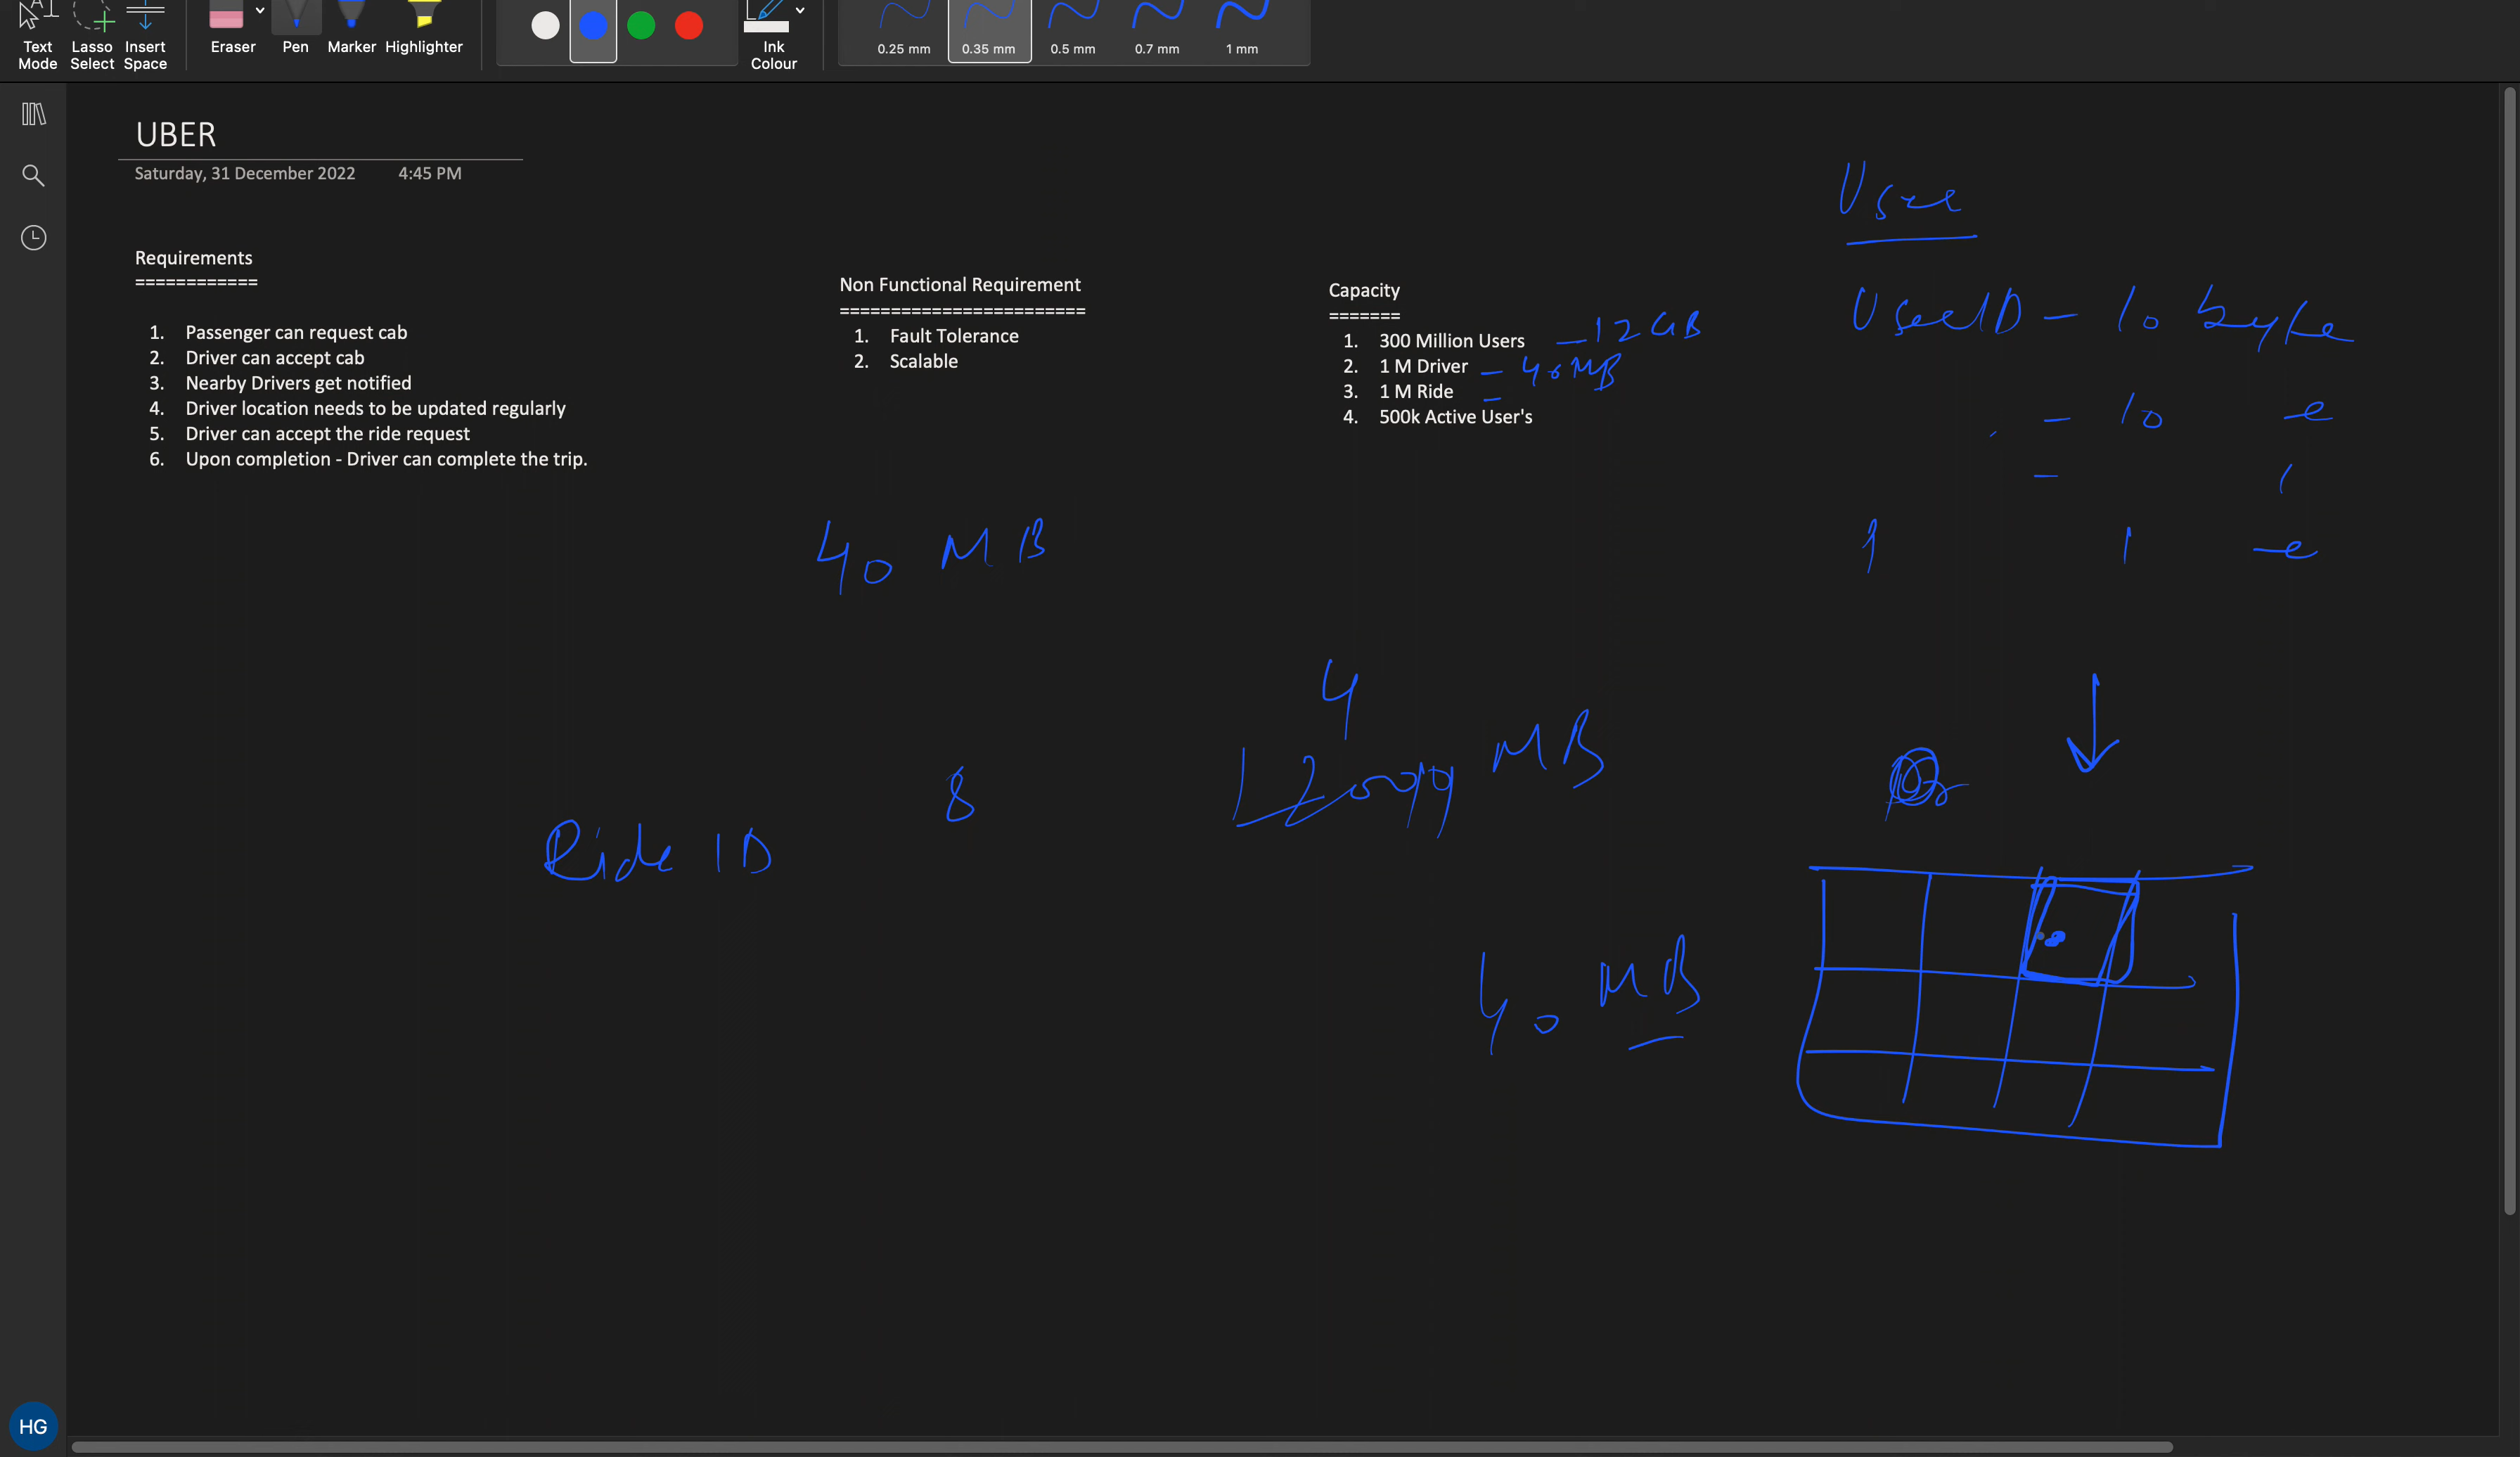 Text Mode
Lasso Select
Insert Space
Eraser
Pen
Marker
Highlighter
Ink Colour
0.25 mm
0.35 mm
0.5 mm
0.7 mm
1 mm
UBER
Saturday, 31 December 2022 4:45 PM
Requirements
============
1. Passenger can request cab
2. Driver can accept cab
3. Nearby Drivers get notified
4. Driver location needs to be updated regularly
5. Driver can accept the ride request
6. Upon completion - Driver can complete the trip.
Non Functional Requirement
========================
1. Fault Tolerance
2. Scalable
Capacity
=======
1. 300 Million Users — 12 GB
2. 1 M Driver — 40 MB
3. 1 M Ride —
4. 500k Active User's
User
UserID — 10 byte
— 10 e
40 MB
4
MB
8
Ride ID
40 MB
HG